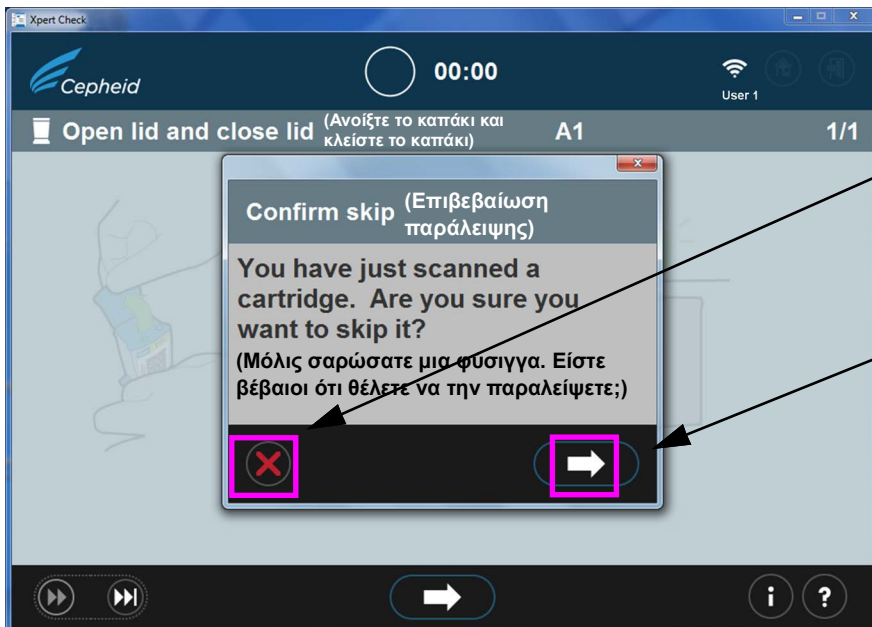 Xpert Check
Cepheid
00:00
User 1
Open lid and close lid (Ανοίξτε το καπάκι και
κλείστε το καπάκι)
A1
1/1
Confirm skip (Επιβεβαίωση
παράλειψης)
You have just scanned a
cartridge. Are you sure you
want to skip it?
(Μόλις σαρώσατε μια φύσιγγα. Είστε
βέβαιοι ότι θέλετε να την παραλείψετε;)
i
?